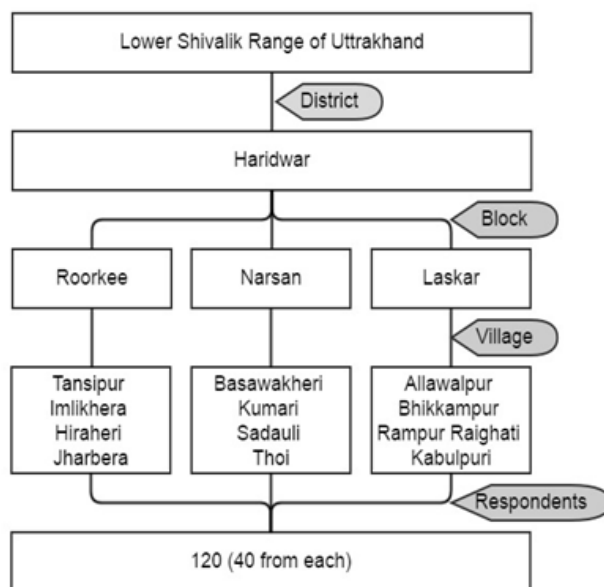 Lower Shivalik Range of Uttrakhand
District
Haridwar
Block
Roorkee
Narsan
Laskar
Village
Tansipur
Imlikhera
Hiraheri
Jharbera
Basawakheri
Kumari
Sadauli
Thoi
Allawalpur
Bhikkampur
Rampur Raighati
Kabulpuri
Respondents
120 (40 from each)